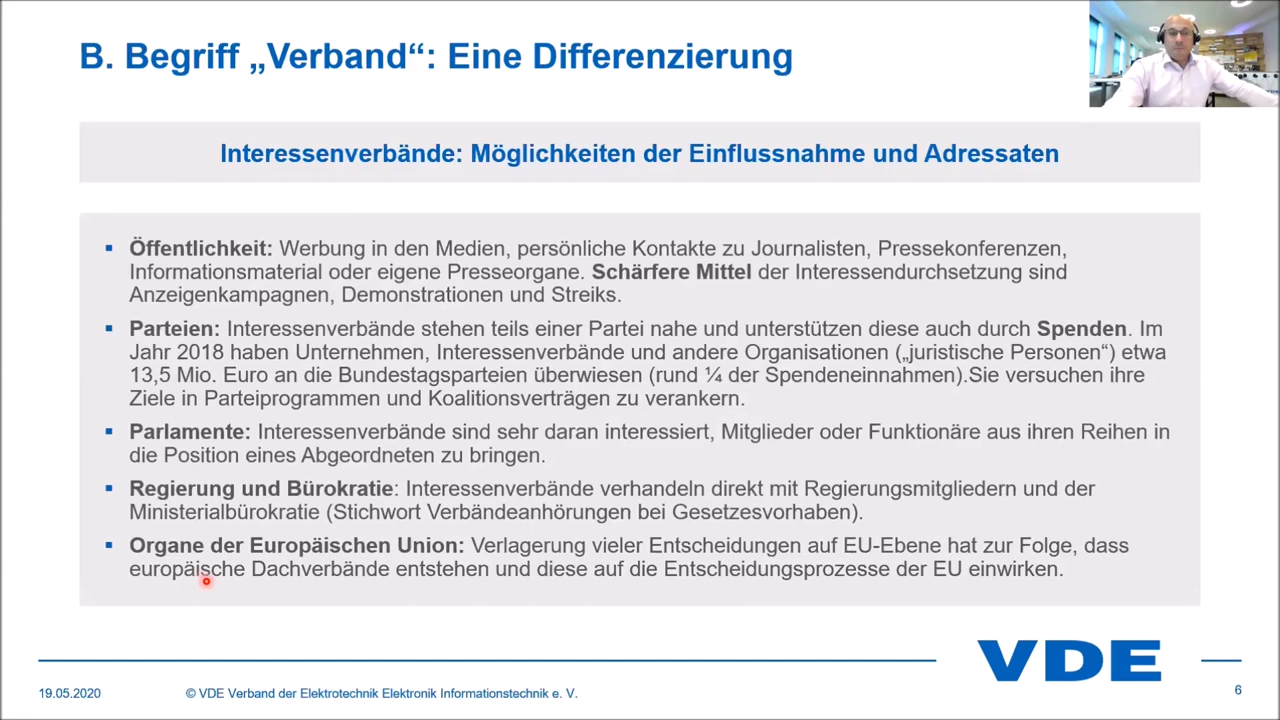 B. Begriff „Verband“: Eine Differenzierung
Interessenverbände: Möglichkeiten der Einflussnahme und Adressaten
▪ Öffentlichkeit: Werbung in den Medien, persönliche Kontakte zu Journalisten, Pressekonferenzen,
Informationsmaterial oder eigene Presseorgane. Schärfere Mittel der Interessendurchsetzung sind
Anzeigenkampagnen, Demonstrationen und Streiks.
▪ Parteien: Interessenverbände stehen teils einer Partei nahe und unterstützen diese auch durch Spenden. Im
Jahr 2018 haben Unternehmen, Interessenverbände und andere Organisationen („juristische Personen“) etwa
13,5 Mio. Euro an die Bundestagsparteien überwiesen (rund ¼ der Spendeneinnahmen).Sie versuchen ihre
Ziele in Parteiprogrammen und Koalitionsverträgen zu verankern.
▪ Parlamente: Interessenverbände sind sehr daran interessiert, Mitglieder oder Funktionäre aus ihren Reihen in
die Position eines Abgeordneten zu bringen.
▪ Regierung und Bürokratie: Interessenverbände verhandeln direkt mit Regierungsmitgliedern und der
Ministerialbürokratie (Stichwort Verbändeanhörungen bei Gesetzesvorhaben).
▪ Organe der Europäischen Union: Verlagerung vieler Entscheidungen auf EU-Ebene hat zur Folge, dass
europäische Dachverbände entstehen und diese auf die Entscheidungsprozesse der EU einwirken.
VDE
19.05.2020
© VDE Verband der Elektrotechnik Elektronik Informationstechnik e. V.
6